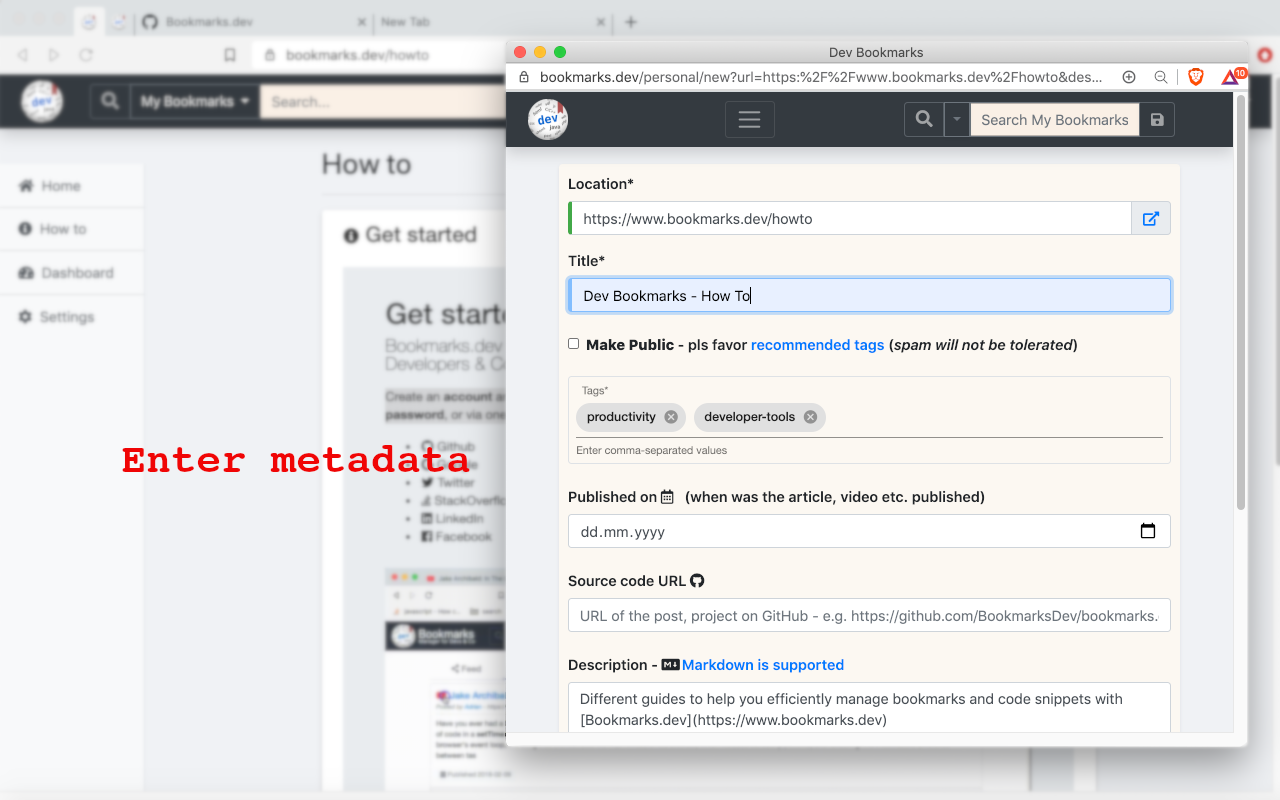 Bookmarks.dev
New Tab
bookmarks.dev/howto
dev
My Bookmarks
Search...
Home
How to
Dashboard
Settings
How to
Get started
Bookmarks.dev
Developers &
Create an account
password, or via one
Github
Twitter
LinkedIn
Facebook
Bookmarks
Feed
Enter metadata
Dev Bookmarks
bookmarks.dev/personal/new?url=https:%2F%2Fwww.bookmarks.dev%2Fhowto&des...
10
dev
java
Search My Bookmarks
Location*
https://www.bookmarks.dev/howto
Title*
Dev Bookmarks - How To
Make Public - pls favor recommended tags (spam will not be tolerated)
Tags*
productivity
developer-tools
Enter comma-separated values
Published on (when was the article, video etc. published)
dd.mm.yyyy
Source code URL
URL of the post, project on GitHub - e.g. https://github.com/BookmarksDev/bookmarks.
Description - Markdown is supported
Different guides to help you efficiently manage bookmarks and code snippets with
[Bookmarks.dev](https://www.bookmarks.dev)